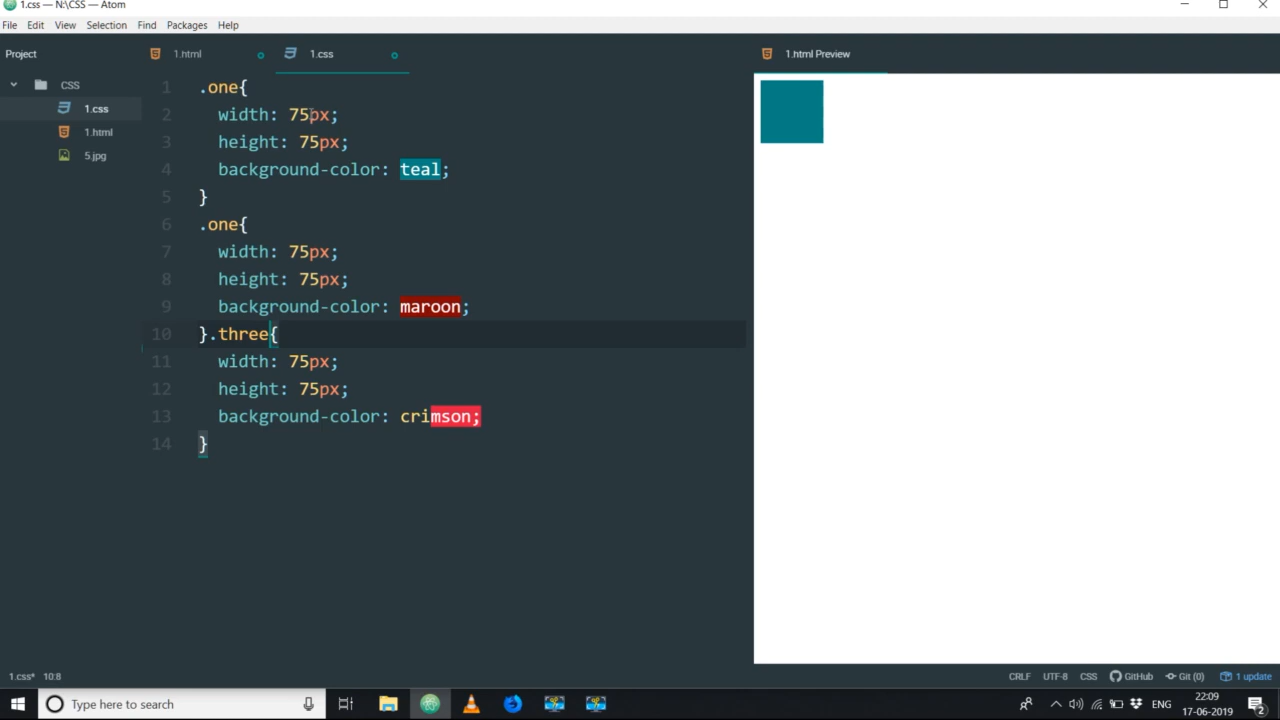 1.css — N:\CSS — Atom
File Edit View Selection Find Packages Help
Project
1.html
1.css
1.html Preview
CSS
1.css
1.html
5.jpg
1 .one{
2 width: 75px;
3 height: 75px;
4 background-color: teal;
5 }
6 .one{
7 width: 75px;
8 height: 75px;
9 background-color: maroon;
10 }.three{
11 width: 75px;
12 height: 75px;
13 background-color: crimson;
14 }
1.css* 10:8
CRLF UTF-8 CSS GitHub Git (0) 1 update
Type here to search
ENG
22:09
17-06-2019
2